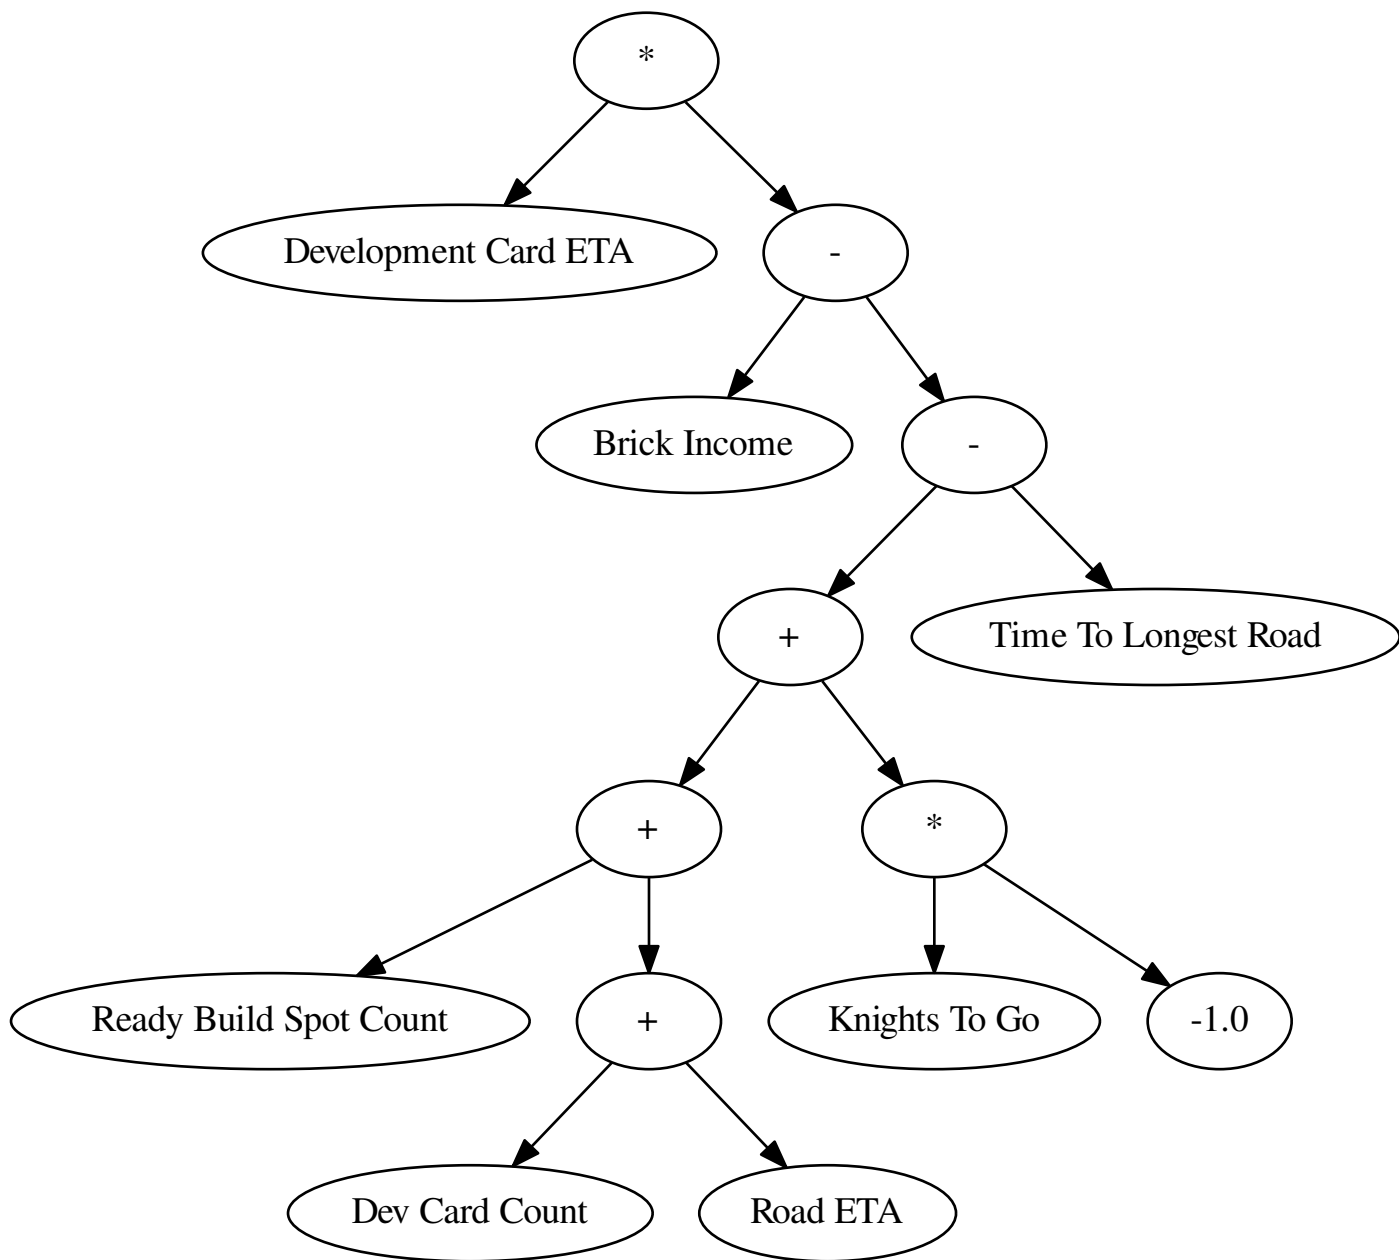 *
Development Card ETA
-
Brick Income
-
+
Time To Longest Road
+
*
Ready Build Spot Count
+
Knights To Go
-1.0
Dev Card Count
Road ETA